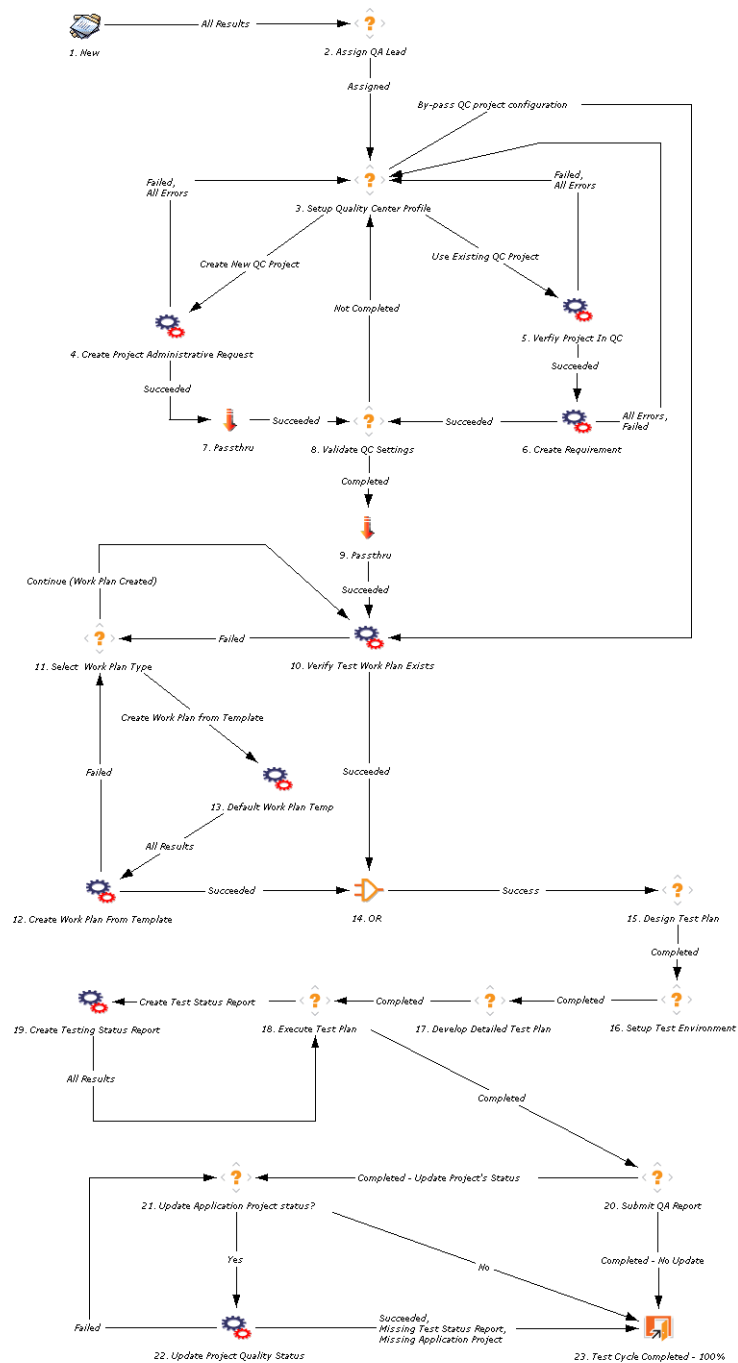 All Results
1. New
2. Assign QA Lead
Assigned
By-pass QC project configuration
Failed,
All Errors
Failed,
All Errors
3. Setup Quality Center Profile
Create New QC Project
Use Existing QC Project
Not Completed
4. Create Project Administrative Request
5. Verfiy Project In QC
Succeeded
Succeeded
Succeeded
Succeeded
All Errors,
Failed
7. Passthru
8. Validate QC Settings
6. Create Requirement
Completed
9. Passthru
Continue (Work Plan Created)
Succeeded
Failed
11. Select Work Plan Type
10. Verify Test Work Plan Exists
Create Work Plan from Template
Failed
Succeeded
13. Default Work Plan Temp
All Results
Succeeded
Success
12. Create Work Plan From Template
14. OR
15. Design Test Plan
Completed
Create Test Status Report
Completed
Completed
19. Create Testing Status Report
18. Execute Test Plan
17. Develop Detailed Test Plan
16. Setup Test Environment
All Results
Completed
Completed - Update Project's Status
21. Update Application Project status?
20. Submit QA Report
Yes
No
Completed - No Update
Failed
Succeeded,
Missing Test Status Report,
Missing Application Project
22. Update Project Quality Status
23. Test Cycle Completed - 100%